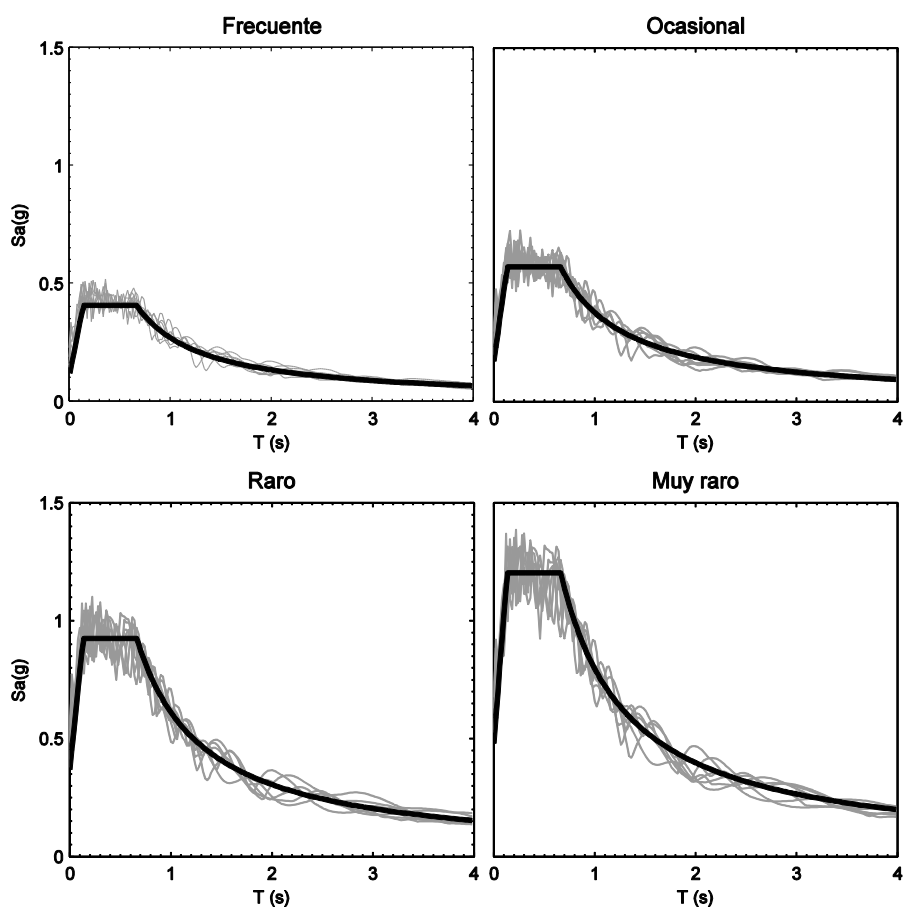 Frecuente
1.5
1
0.5
0
Sa(g)
0 1 2 3 4
T (s)
Ocasional
0 1 2 3 4
T (s)
Raro
1.5
1
0.5
0
Sa(g)
0 1 2 3 4
T (s)
Muy raro
0 1 2 3 4
T (s)